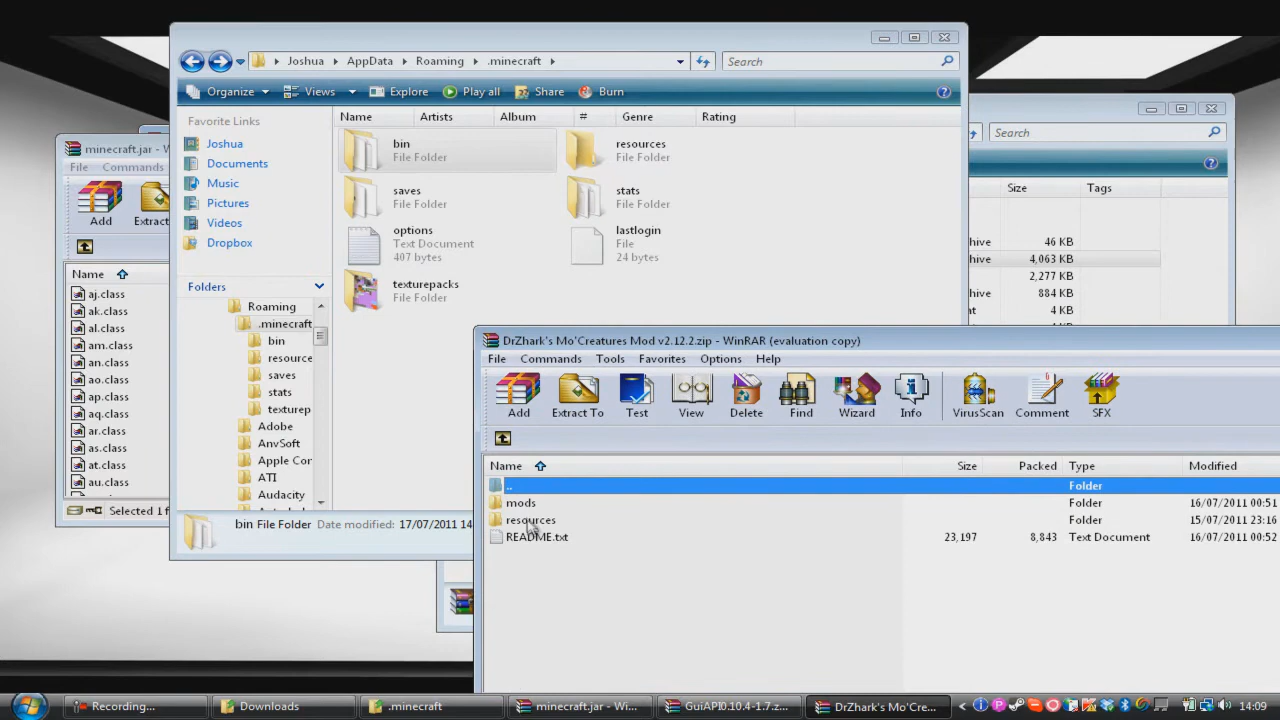 Joshua AppData Roaming .minecraft Search
Organize Views Explore Play all Share Burn
Favorite Links
Joshua
Documents
Music
Pictures
Videos
Dropbox
Folders
Roaming
.minecraft
bin
resource
saves
stats
texturep
Adobe
AnvSoft
Apple Cor
ATI
Audacity
Name Artists Album # Genre Rating
bin
File Folder
resources
File Folder
saves
File Folder
stats
File Folder
options
Text Document
407 bytes
lastlogin
File
24 bytes
texturepacks
File Folder
bin File Folder Date modified: 17/07/2011 14
minecraft.jar - W
File Commands
Add Extract
Name
aj.class
ak.class
al.class
am.class
an.class
ao.class
ap.class
aq.class
ar.class
as.class
at.class
Selected 1 f
Search
Size Tags
hive 46 KB
hive 4,063 KB
2,277 KB
hive 884 KB
t 4 KB
DrZhark's Mo'Creatures Mod v2.12.2.zip - WinRAR (evaluation copy)
File Commands Tools Favorites Options Help
Add Extract To Test View Delete Find Wizard Info VirusScan Comment SFX
Name Size Packed Type Modified
.. Folder
mods Folder 16/07/2011 00:51
resources Folder 15/07/2011 23:16
README.txt 23,197 8,843 Text Document 16/07/2011 00:52
Recording... Downloads .minecraft minecraft.jar - Wi... GuiAPI0.10.4-1.7.z... DrZhark's Mo'Cre... 14:09